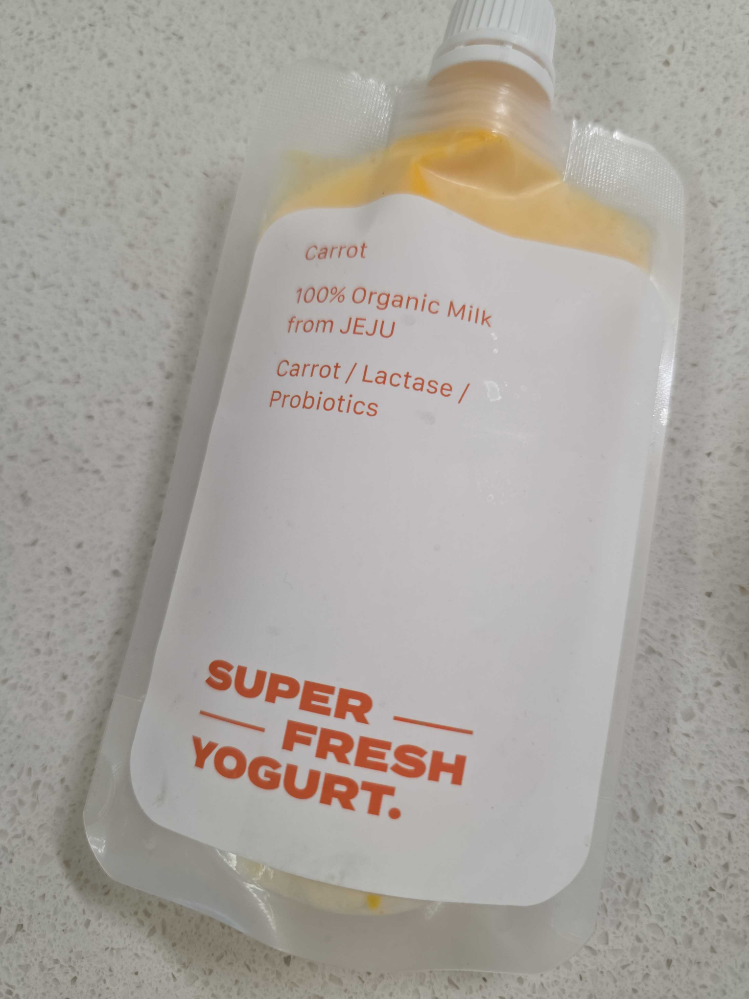 Carrot
100% Organic Milk
from JEJU
Carrot / Lactase /
Probiotics
SUPER
FRESH
YOGURT.